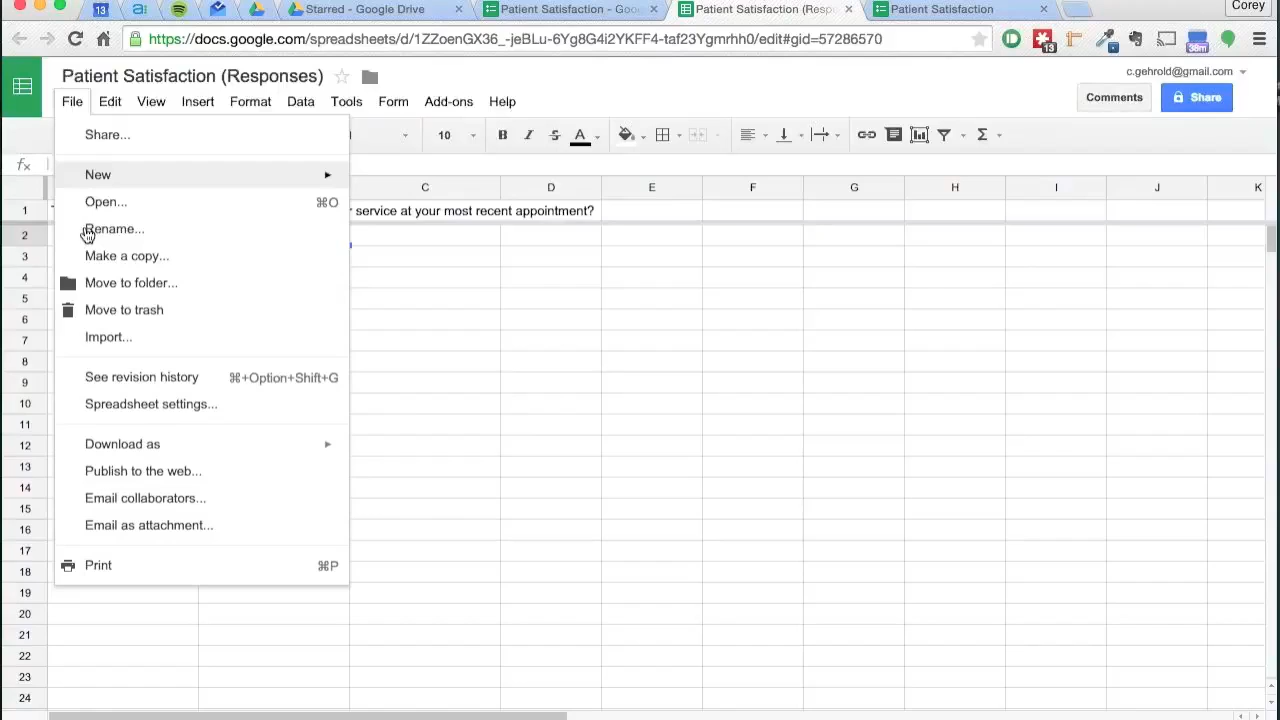 Corey
13
a:
Starred - Google Drive
Patient Satisfaction - Goo
Patient Satisfaction (Resp
Patient Satisfaction
https://docs.google.com/spreadsheets/d/1ZZoenGX36_-jeBLu-6Yg8G4i2YKFF4-taf23Ygmrhh0/edit#gid=57286570
13
38m
Patient Satisfaction (Responses)
c.gehrold@gmail.com
File Edit View Insert Format Data Tools Form Add-ons Help
Comments
Share
10 B I S A Σ
fx
Share...
New
Open... ⌘O
Rename...
Make a copy...
Move to folder...
Move to trash
Import...
See revision history ⌘+Option+Shift+G
Spreadsheet settings...
Download as
Publish to the web...
Email collaborators...
Email as attachment...
Print ⌘P
C D E F G H I J K
1 service at your most recent appointment?
2
3
4
5
6
7
8
9
10
11
12
13
14
15
16
17
18
19
20
21
22
23
24